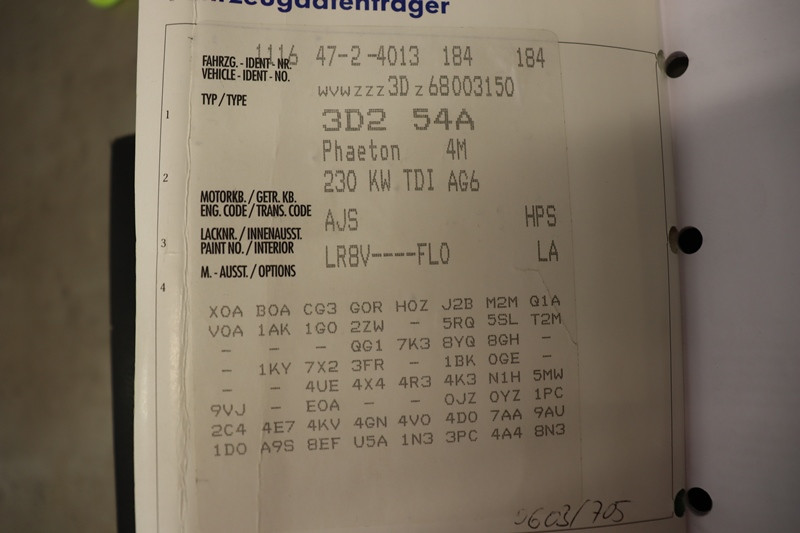 rzeugdatenträger
1116 47-2-4013 184 184
FAHRZG.-IDENT-NR.
VEHICLE-IDENT-NO.
WVWZZZ3DZ68003150
TYP/TYPE
1
3D2 54A
Phaeton 4M
2
230 KW TDI AG6
MOTORKB./GETR.KB.
ENG. CODE/TRANS. CODE
AJS HPS
LACKNR./INNENAUSST.
PAINT NO./INTERIOR
3
LR8V----FLO LA
M.-AUSST./OPTIONS
4
X0A B0A CG3 G0R H0Z J2B M2M Q1A
V0A 1AK 1G0 2ZW - 5RQ 5SL T2M
- - - QG1 7K3 8YQ 8GH -
- 1KY 7X2 3FR - 1BK 0GE -
- - 4UE 4X4 4R3 4K3 N1H 5MW
9VJ - E0A - - 0JZ 0YZ 1PC
2C4 4E7 4KV 4GN 4V0 4D0 7AA 9AU
1D0 A9S 8EF U5A 1N3 3PC 4A4 8N3
0603/705